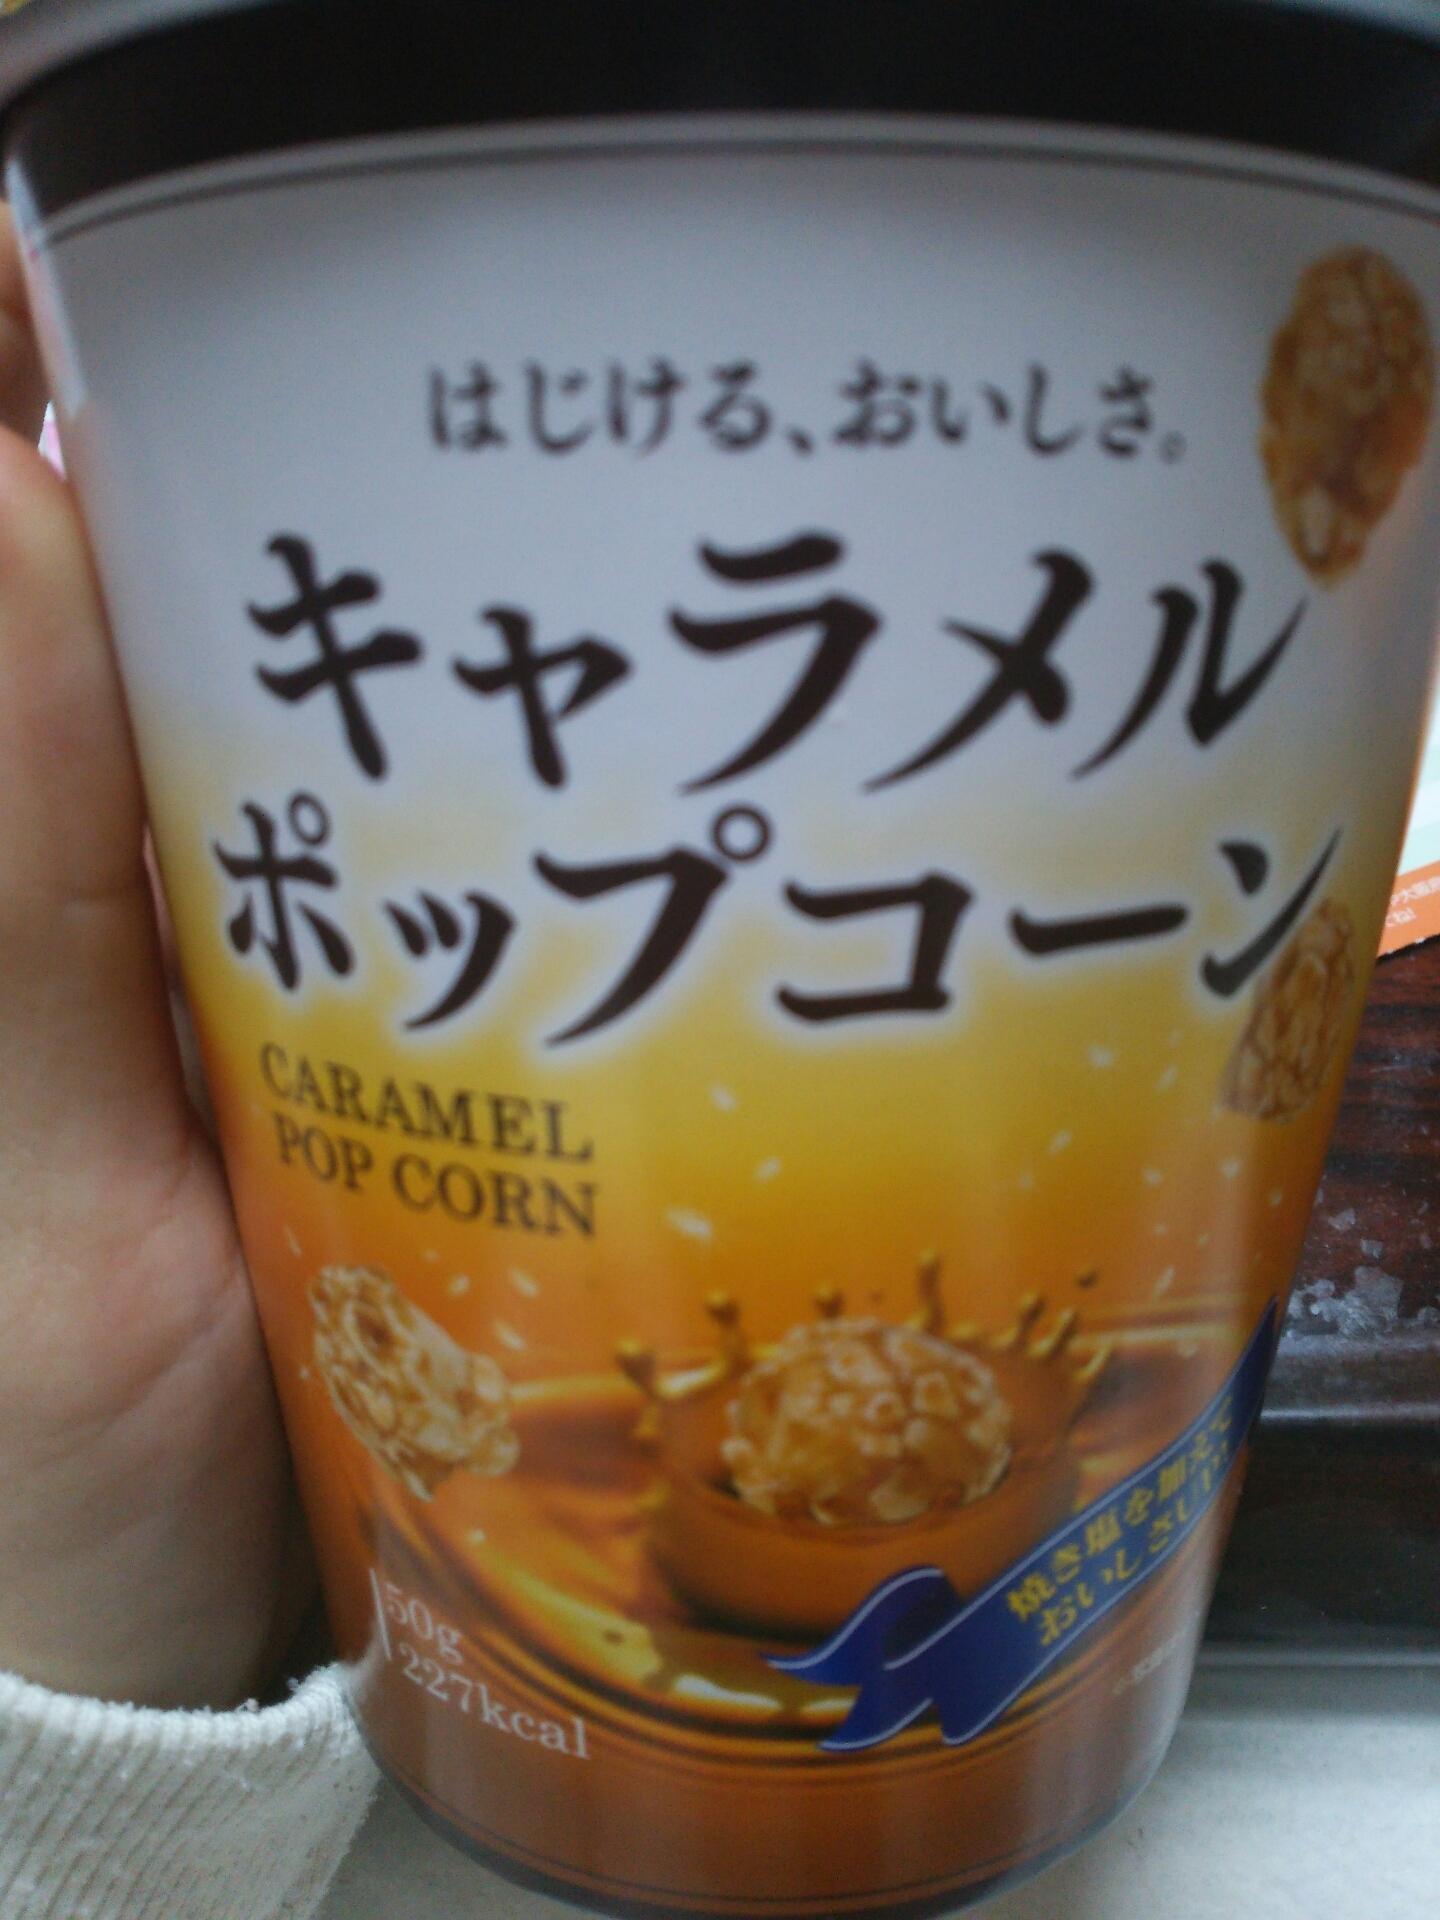 はじける、おいしさ。
キャラメル
ポップコーン
CARAMEL
POP CORN
50g
227kcal
焼き塩を加えて
おいしさUP!